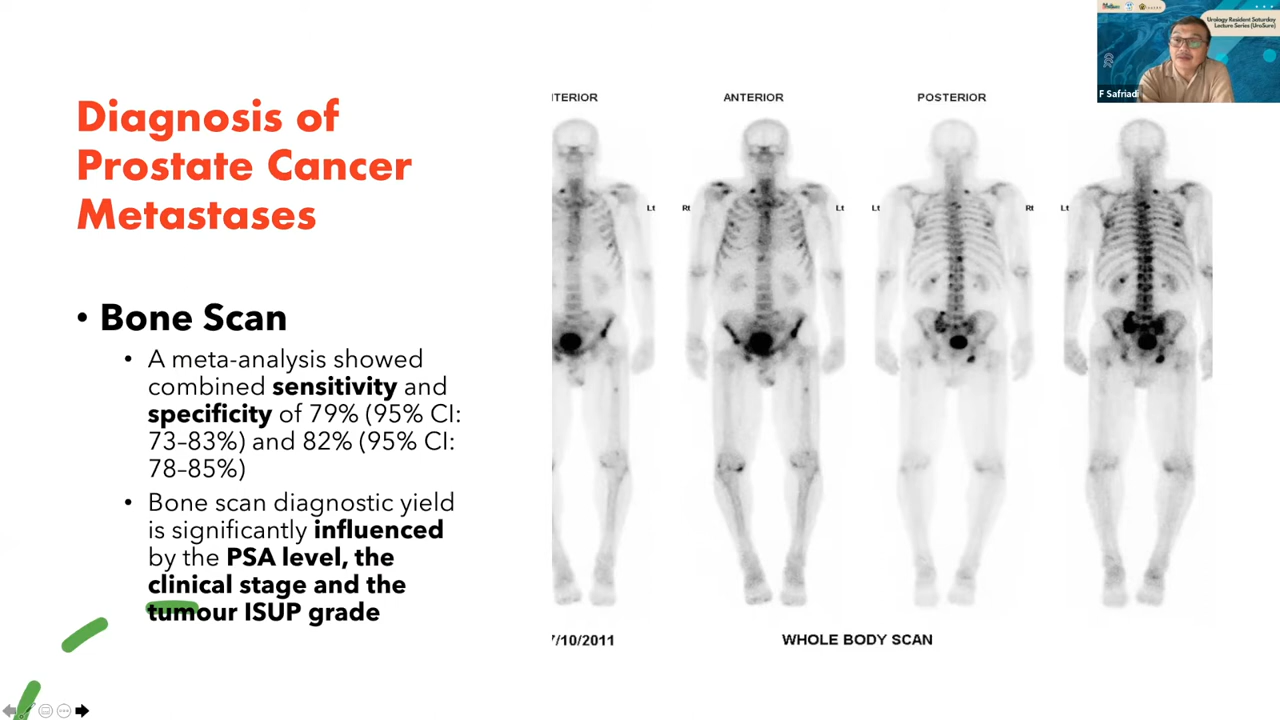 Urology Resident Saturday
Lecture Series (UroSure)
F Safriadi
Diagnosis of
Prostate Cancer
Metastases
• Bone Scan
• A meta-analysis showed
combined sensitivity and
specificity of 79% (95% CI:
73–83%) and 82% (95% CI:
78–85%)
• Bone scan diagnostic yield
is significantly influenced
by the PSA level, the
clinical stage and the
tumour ISUP grade
TERIOR ANTERIOR POSTERIOR
Lt Rt Lt Lt Rt Lt
7/10/2011 WHOLE BODY SCAN